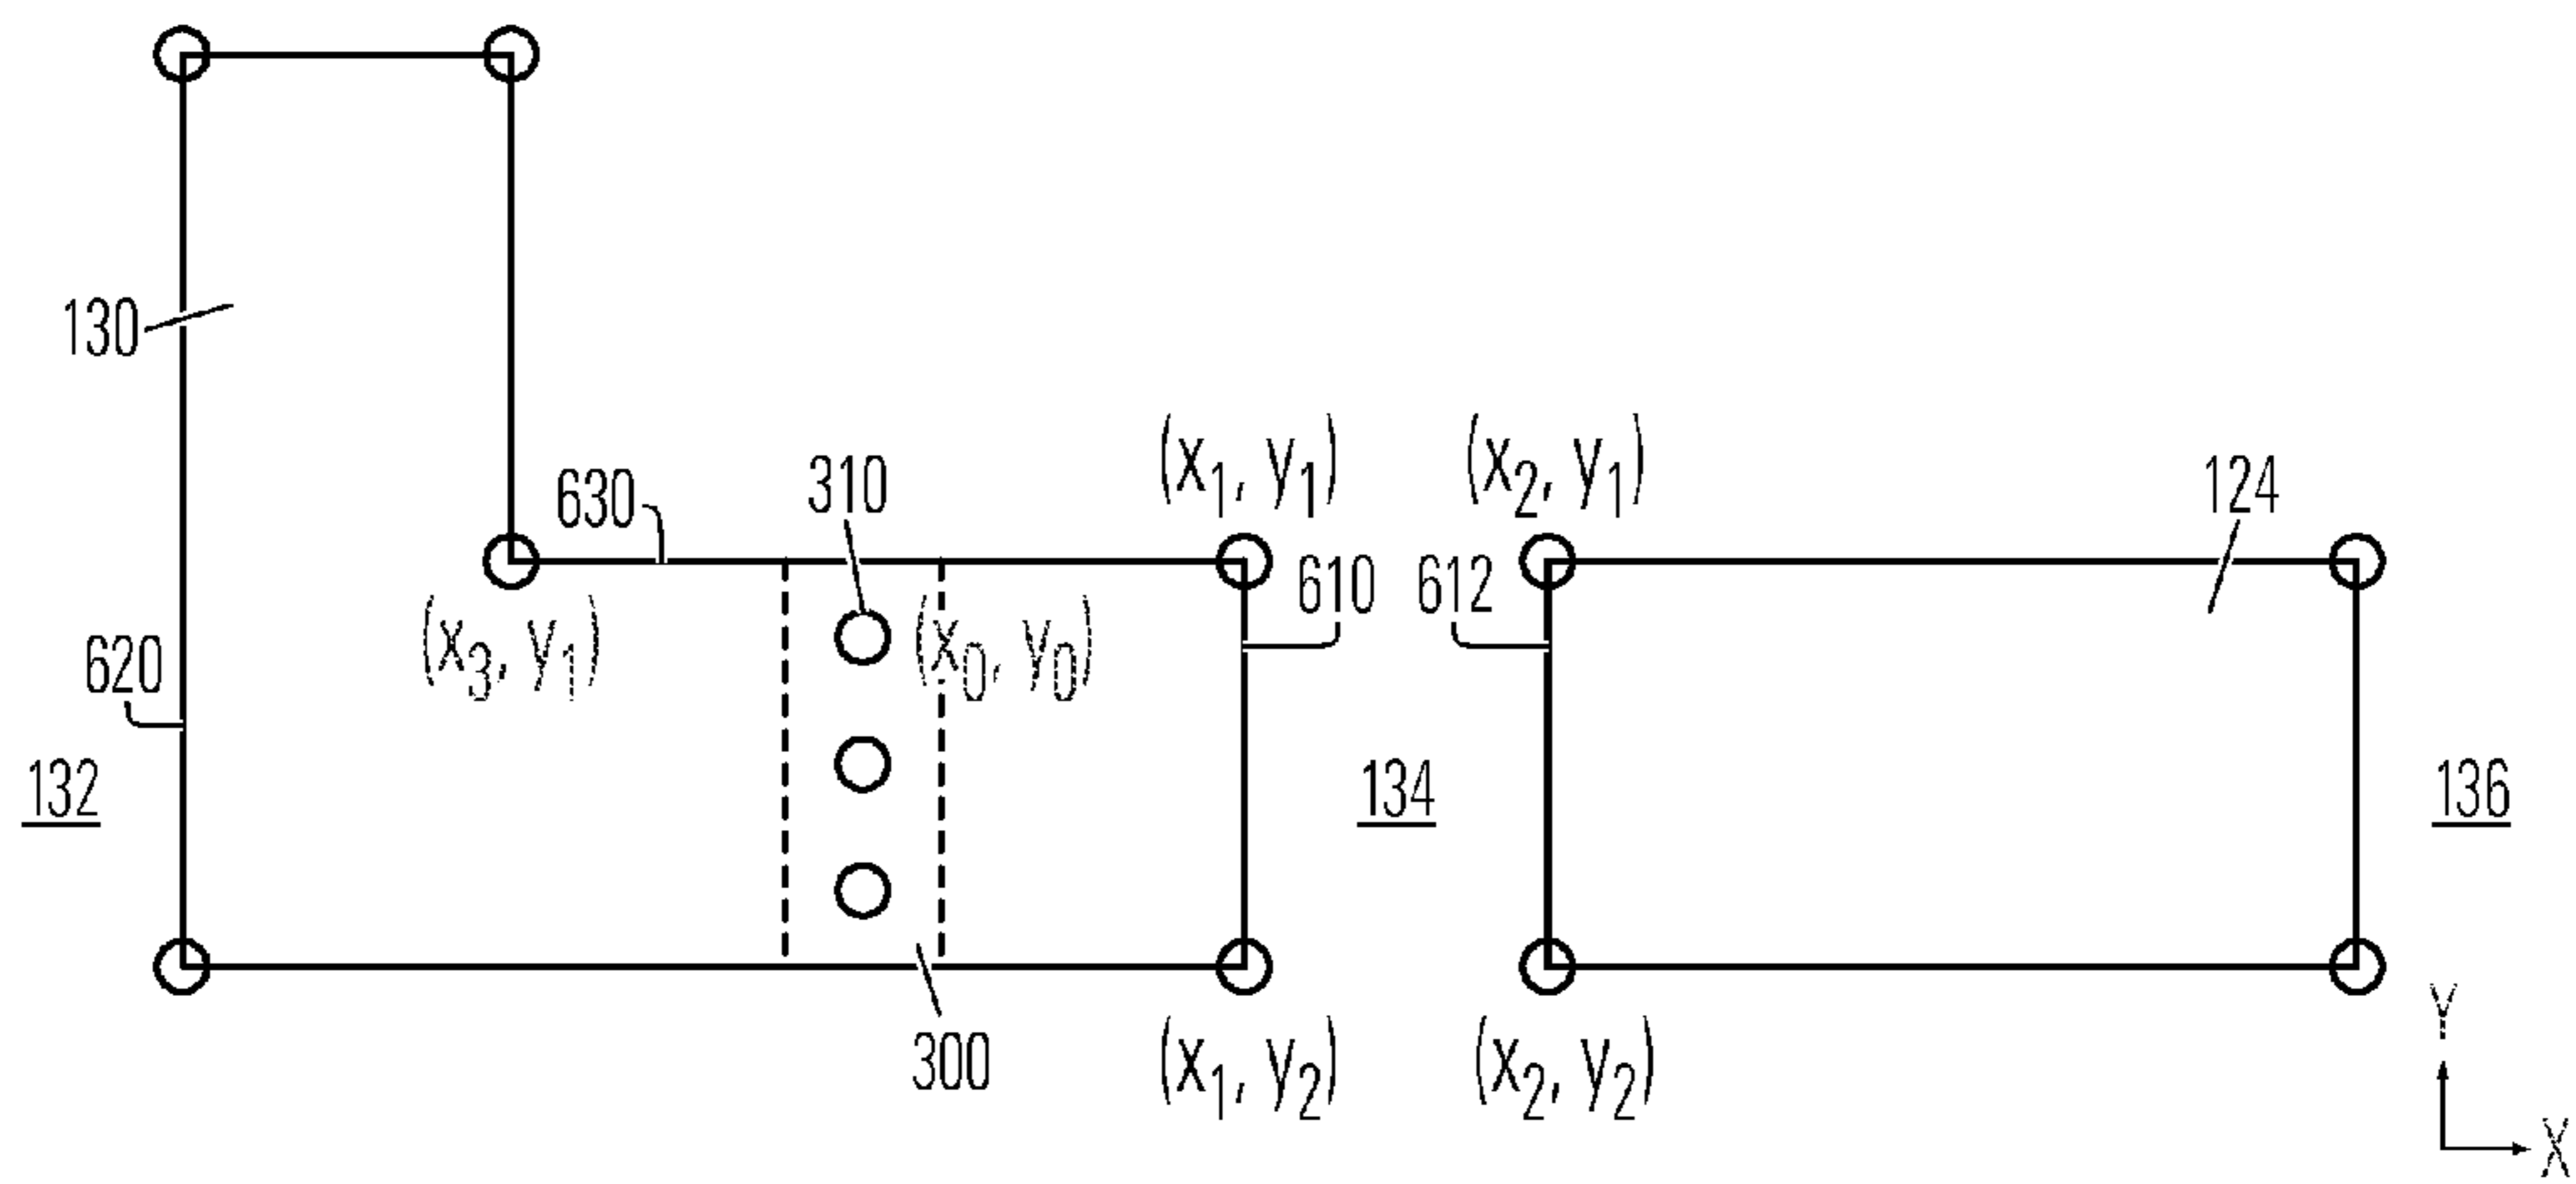 130
(x1, y1) (x2, y1)
630 310 124
610 612
(x3, y1) (x0, y0)
620
132 134 136
300
(x1, y2) (x2, y2)
Y
X